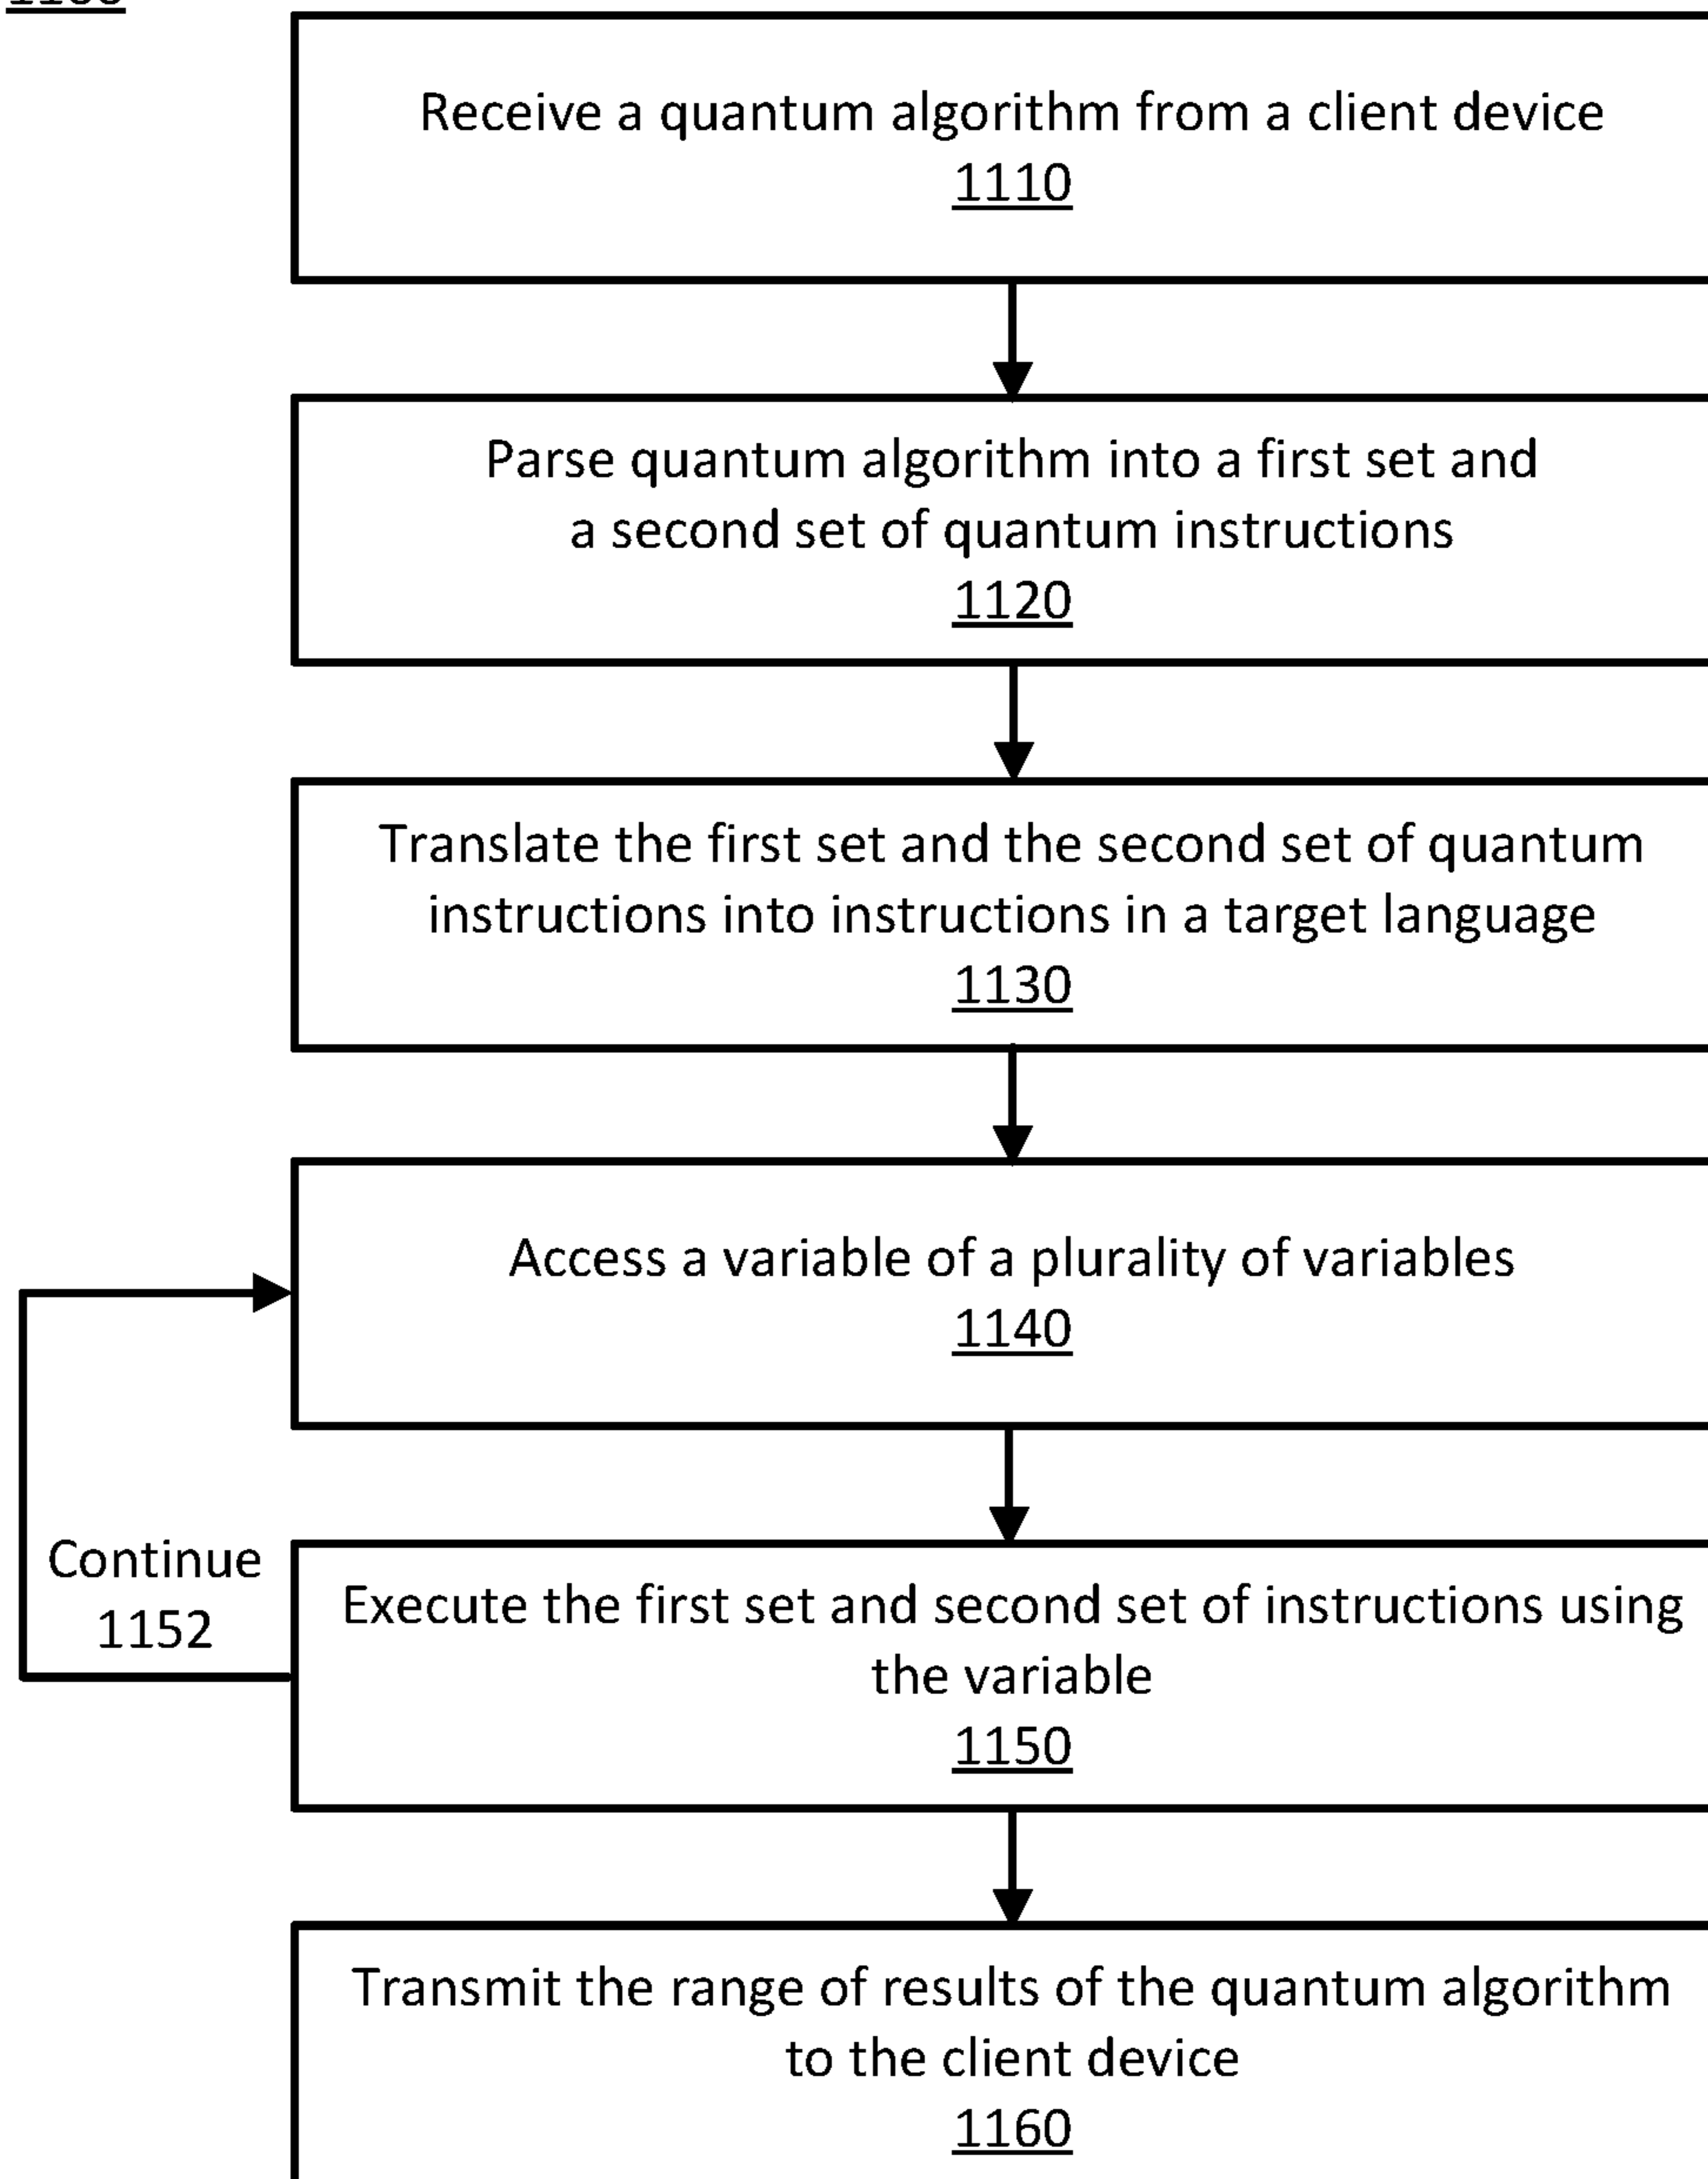 Receive a quantum algorithm from a client device
1110
Parse quantum algorithm into a first set and
a second set of quantum instructions
1120
Translate the first set and the second set of quantum
instructions into instructions in a target language
1130
Access a variable of a plurality of variables
1140
Continue
1152
Execute the first set and second set of instructions using
the variable
1150
Transmit the range of results of the quantum algorithm
to the client device
1160